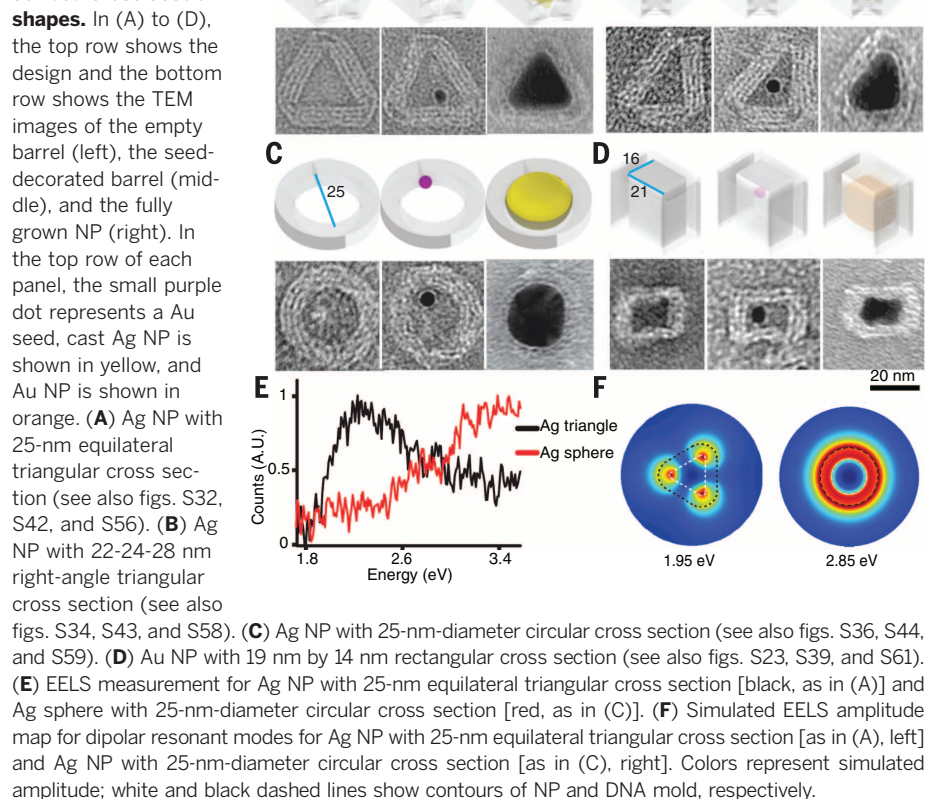 shapes. In (A) to (D),
the top row shows the
design and the bottom
row shows the TEM
images of the empty
barrel (left), the seed-
decorated barrel (mid-
dle), and the fully
grown NP (right). In
the top row of each
panel, the small purple
dot represents a Au
seed, cast Ag NP is
shown in yellow, and
Au NP is shown in
orange. (A) Ag NP with
25-nm equilateral
triangular cross sec-
tion (see also figs. S32,
S42, and S56). (B) Ag
NP with 22-24-28 nm
right-angle triangular
cross section (see also
figs. S34, S43, and S58). (C) Ag NP with 25-nm-diameter circular cross section (see also figs. S36, S44,
and S59). (D) Au NP with 19 nm by 14 nm rectangular cross section (see also figs. S23, S39, and S61).
(E) EELS measurement for Ag NP with 25-nm equilateral triangular cross section [black, as in (A)] and
Ag sphere with 25-nm-diameter circular cross section [red, as in (C)]. (F) Simulated EELS amplitude
map for dipolar resonant modes for Ag NP with 25-nm equilateral triangular cross section [as in (A), left]
and Ag NP with 25-nm-diameter circular cross section [as in (C), right]. Colors represent simulated
amplitude; white and black dashed lines show contours of NP and DNA mold, respectively.
C
25
D
16
21
20 nm
E
1
0.5
0
Counts (A.U.)
Ag triangle
Ag sphere
1.8 2.6 3.4
Energy (eV)
F
1.95 eV
2.85 eV